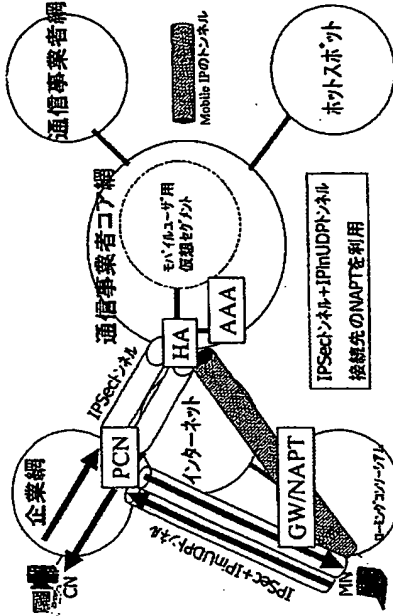 企業網
CN
PCN
IPSecトンネル
IPSec+IPinUDPトンネル
インターネット
GW/NAPT
MN
ローミングコンソーシアム
通信事業者コア網
モバイルユーザ用
仮想セグメント
HA
AAA
通信事業者網
Mobile IPのトンネル
ホットスポット
IPSecトンネル+IPinUDPトンネル
接続先のNAPTを利用